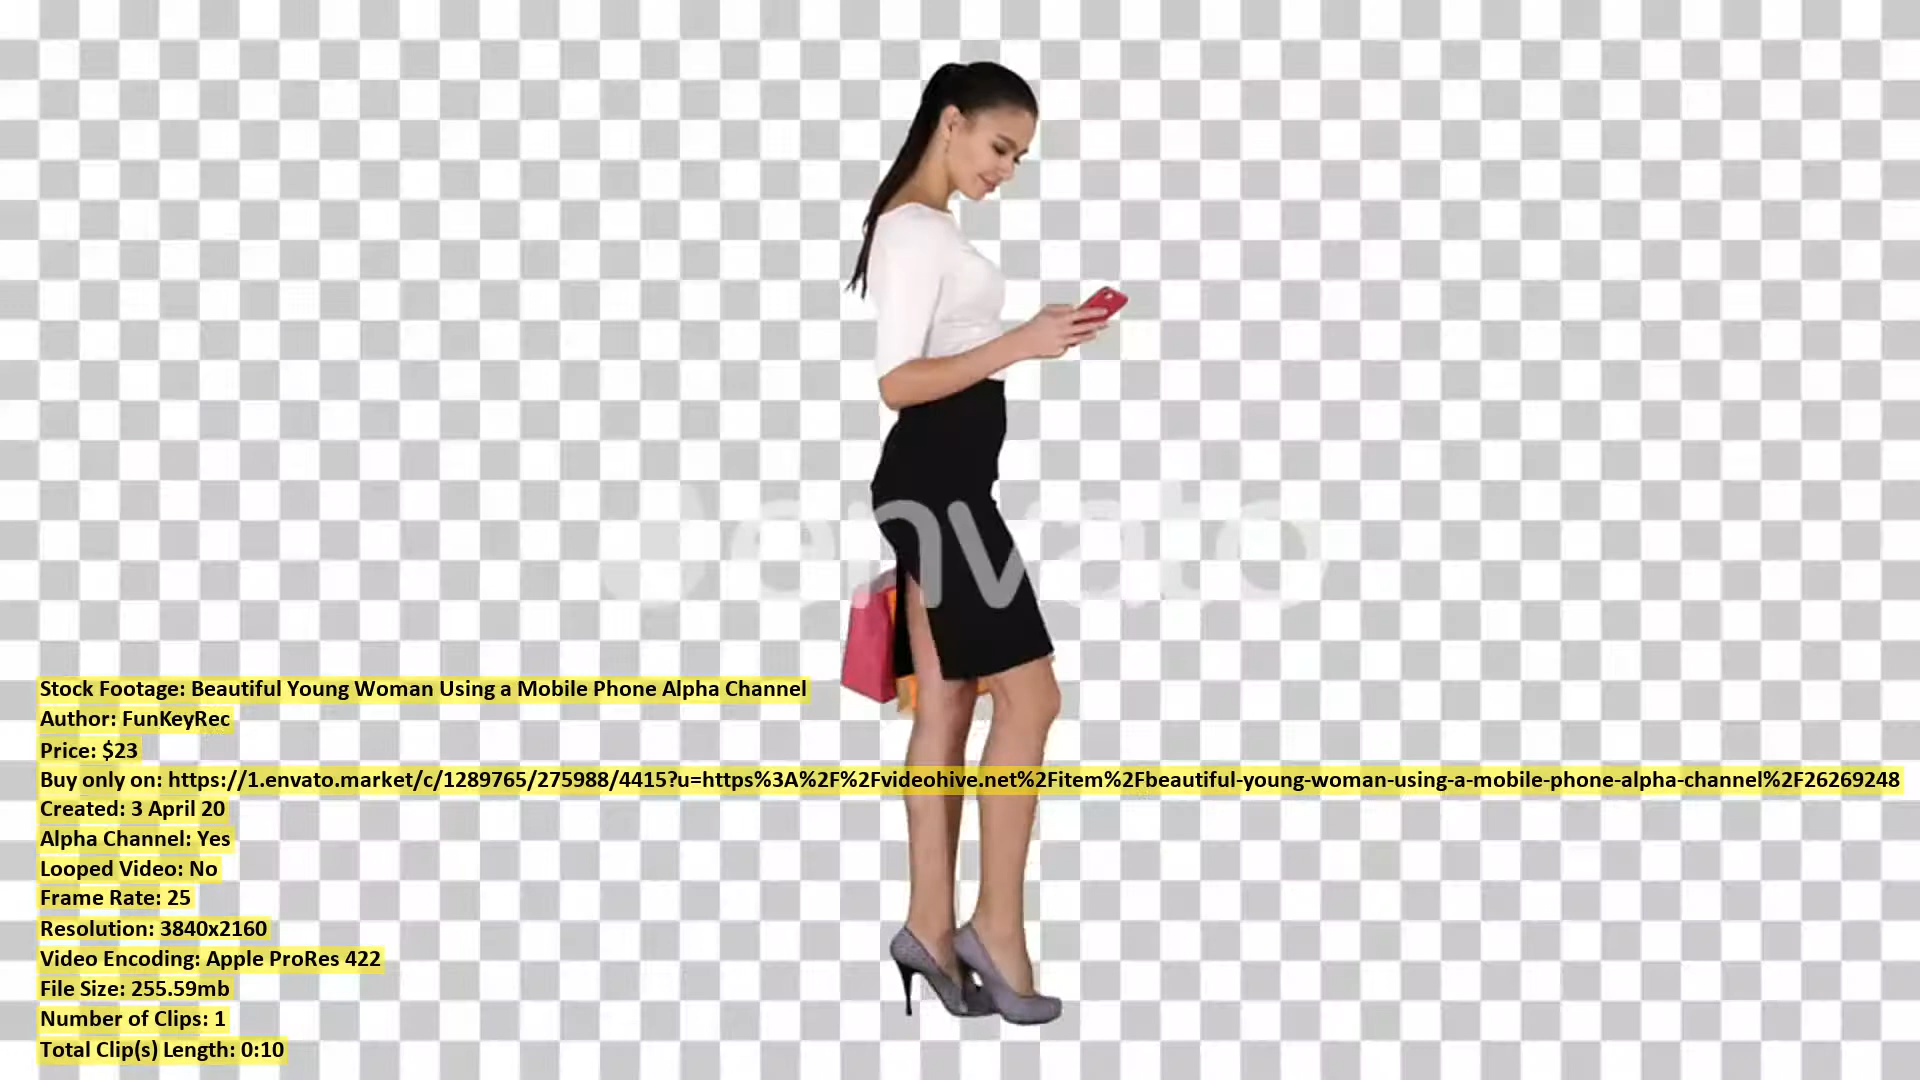 envato
Stock Footage: Beautiful Young Woman Using a Mobile Phone Alpha Channel
Author: FunKeyRec
Price: $23
Buy only on: https://1.envato.market/c/1289765/275988/4415?u=https%3A%2F%2Fvideohive.net%2Fitem%2Fbeautiful-young-woman-using-a-mobile-phone-alpha-channel%2F26269248
Created: 3 April 20
Alpha Channel: Yes
Looped Video: No
Frame Rate: 25
Resolution: 3840x2160
Video Encoding: Apple ProRes 422
File Size: 255.59mb
Number of Clips: 1
Total Clip(s) Length: 0:10